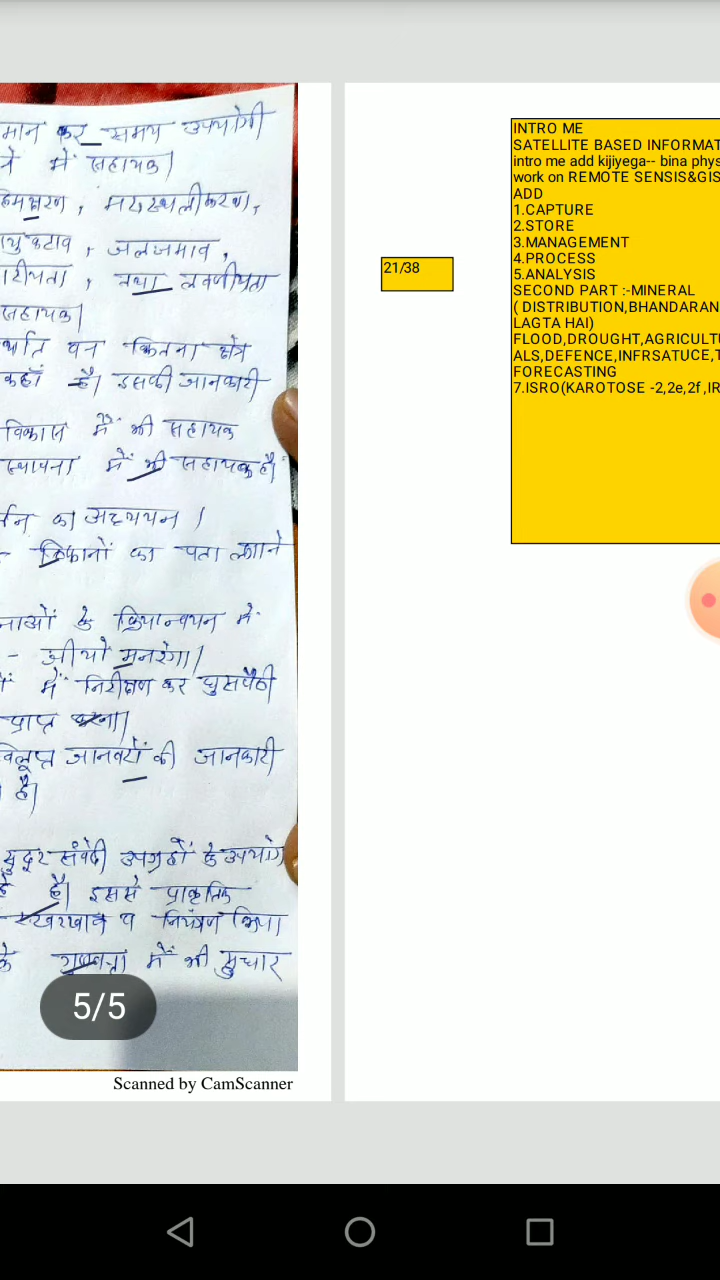 मान कर समय उपयोगी
में सहायक।
हिमक्षरण, मरुस्थलीकरण,
कटाव, जलजमाव,
तथा लवणीयता
सहायक।
वन कितना क्षेत्र
कहाँ है। इसकी जानकारी
विकास में भी सहायक
स्थापना में भी सहायक है।
का अध्ययन।
- ठिकानों का पता लगाने
के क्रियान्वयन में
- जीयो मनरेगा।
में निरीक्षण कर घुसपैठी
प्राप्त करना।
विलुप्त जानवरों की जानकारी
है।
सुदूर संवेदी उपग्रहों के उपयोग
है। इससे प्राकृतिक
रखरखाव व नियंत्रण किया
के गुणवत्ता में भी सुधार
5/5
Scanned by CamScanner
21/38
INTRO ME
SATELLITE BASED INFORMAT
intro me add kijiyega-- bina phys
work on REMOTE SENSIS&GIS
ADD
1.CAPTURE
2.STORE
3.MANAGEMENT
4.PROCESS
5.ANALYSIS
SECOND PART :-MINERAL
( DISTRIBUTION,BHANDARAN
LAGTA HAI)
FLOOD,DROUGHT,AGRICULTU
ALS,DEFENCE,INFRSATUCE,T
FORECASTING
7.ISRO(KAROTOSE -2,2e,2f,IR